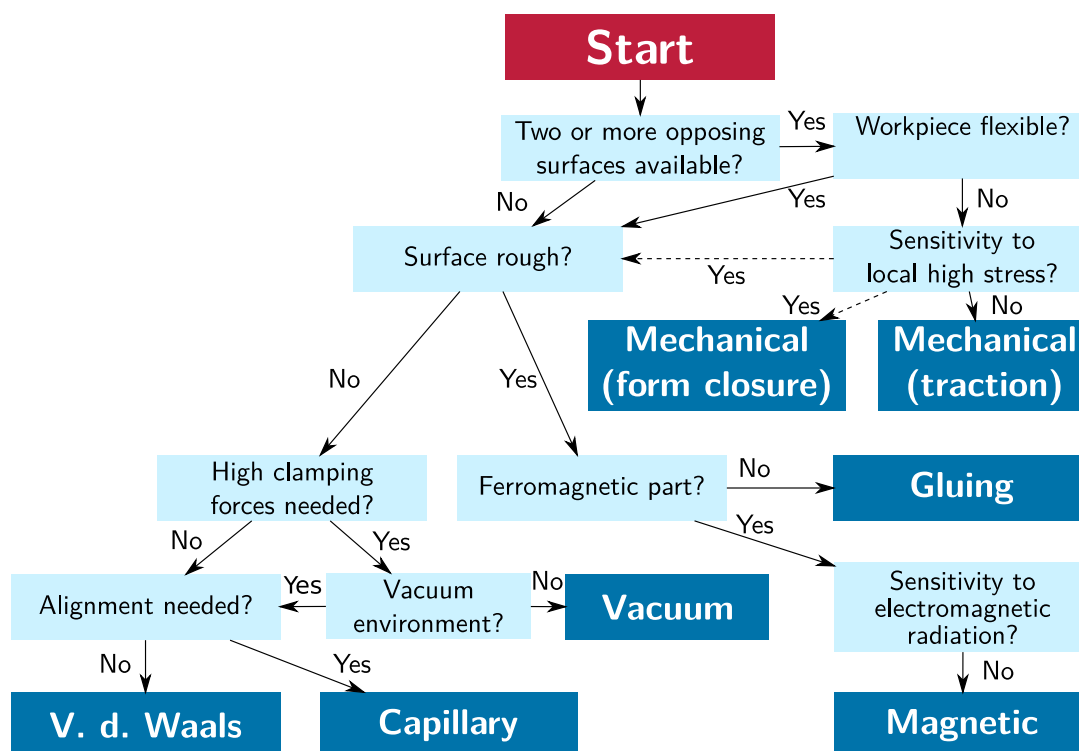 Start
Two or more opposing
surfaces available?
Yes
Workpiece flexible?
No
Yes
No
Surface rough?
Yes
Sensitivity to
local high stress?
Yes
No
Mechanical
(form closure)
Mechanical
(traction)
No
Yes
High clamping
forces needed?
Ferromagnetic part?
No
Gluing
No
Yes
Yes
Alignment needed?
Yes
Vacuum
environment?
No
Vacuum
Sensitivity to
electromagnetic
radiation?
No
Yes
No
V. d. Waals
Capillary
Magnetic